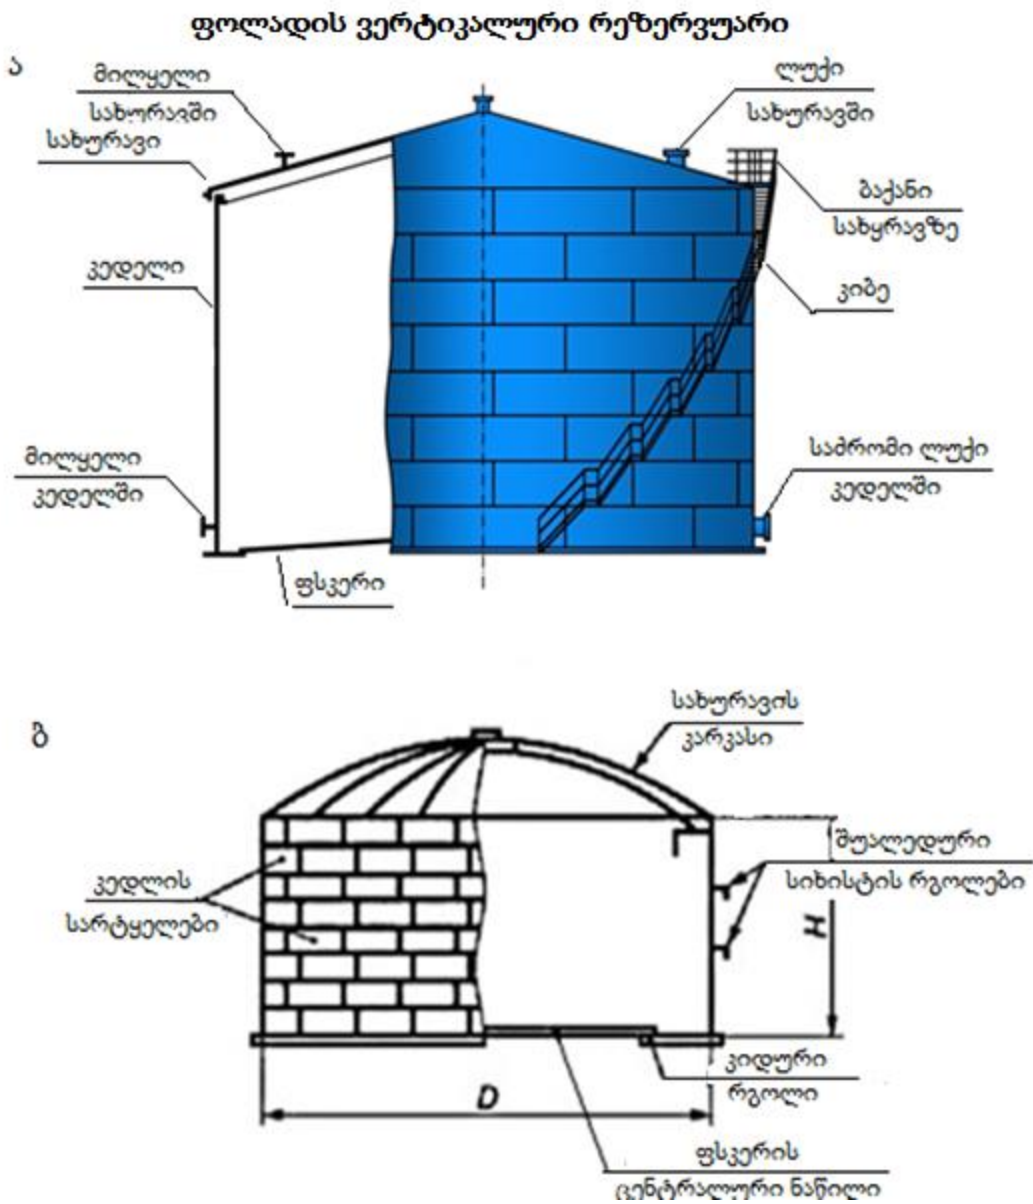 ფოლადის ვერტიკალური რეზერვუარი
ა
მილყელი
სახურავში
სახურავი
ლუქი
სახურავში
ბაქანი
სახყრავზე
კედელი
კიბე
მილყელი
კედელში
საძრომი ლუქი
კედელში
ფსკერი
ბ
სახურავის
კარკასი
შუალედური
სიხისტის რგოლები
კედლის
სარტყელები
H
კიდური
რგოლი
D
ფსკერის
ცენტრალური ნაწილი